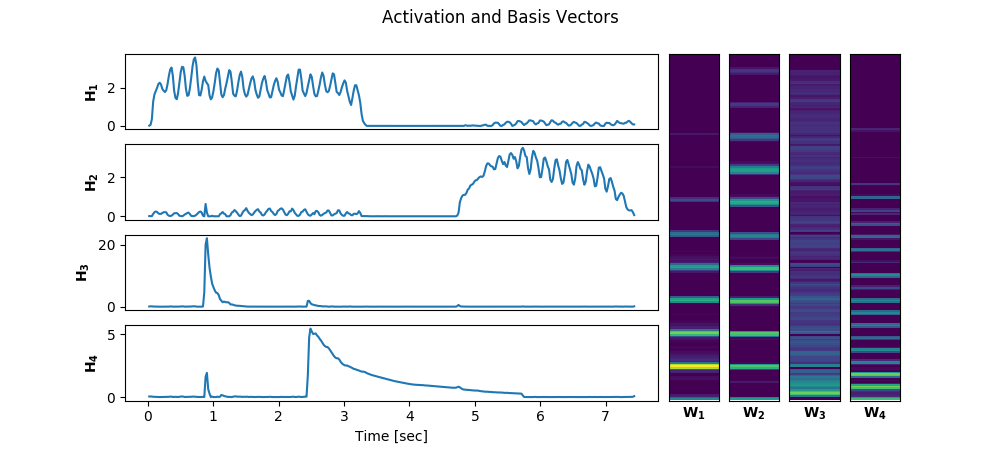 Activation and Basis Vectors
H1
2
0
H2
2
0
H3
20
0
H4
5
0
0 1 2 3 4 5 6 7
Time [sec]
W1 W2 W3 W4